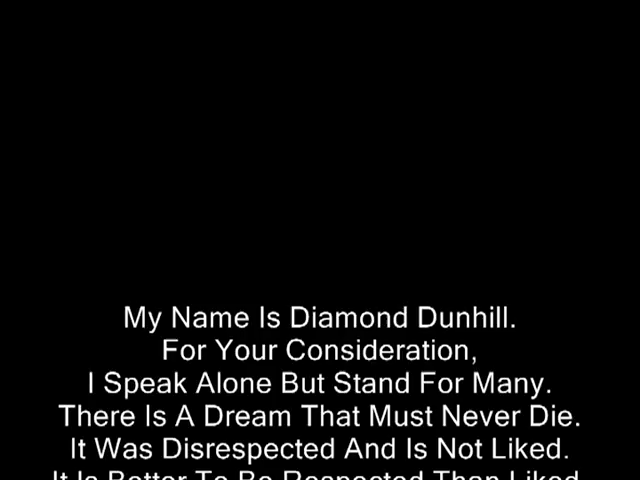 My Name Is Diamond Dunhill.
For Your Consideration,
I Speak Alone But Stand For Many.
There Is A Dream That Must Never Die.
It Was Disrespected And Is Not Liked.
It Is Better To Be Respected Than Liked.